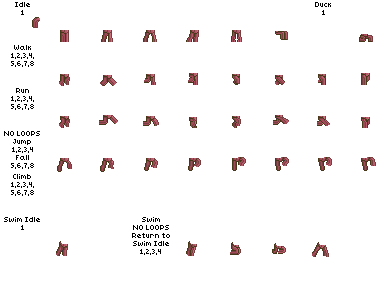 Idle
1
Duck
1
Walk
1,2,3,4,
5,6,7,8
Run
1,2,3,4,
5,6,7,8
NO LOOPS
Jump
1,2,3,4
Fall
5,6,7,8
Climb
1,2,3,4,
5,6,7,8
Swim Idle
1
Swim
NO LOOPS
Return to
Swim Idle
1,2,3,4